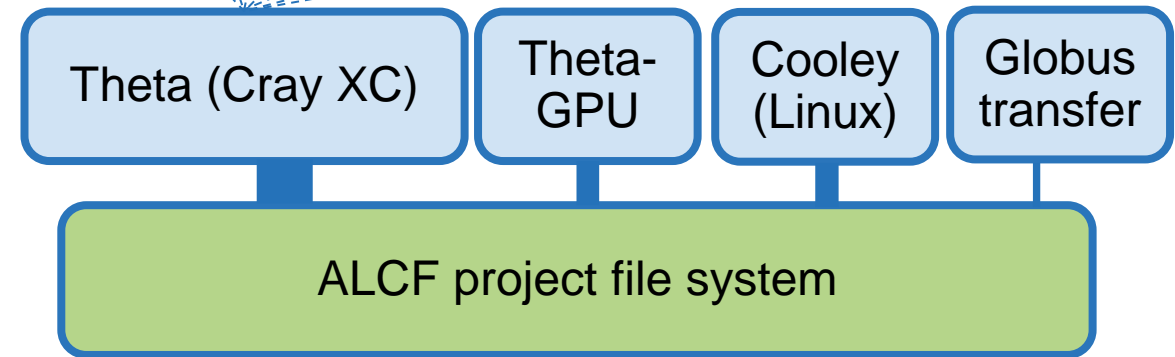 Theta (Cray XC)
Theta-
GPU
Cooley
(Linux)
Globus
transfer
ALCF project file system